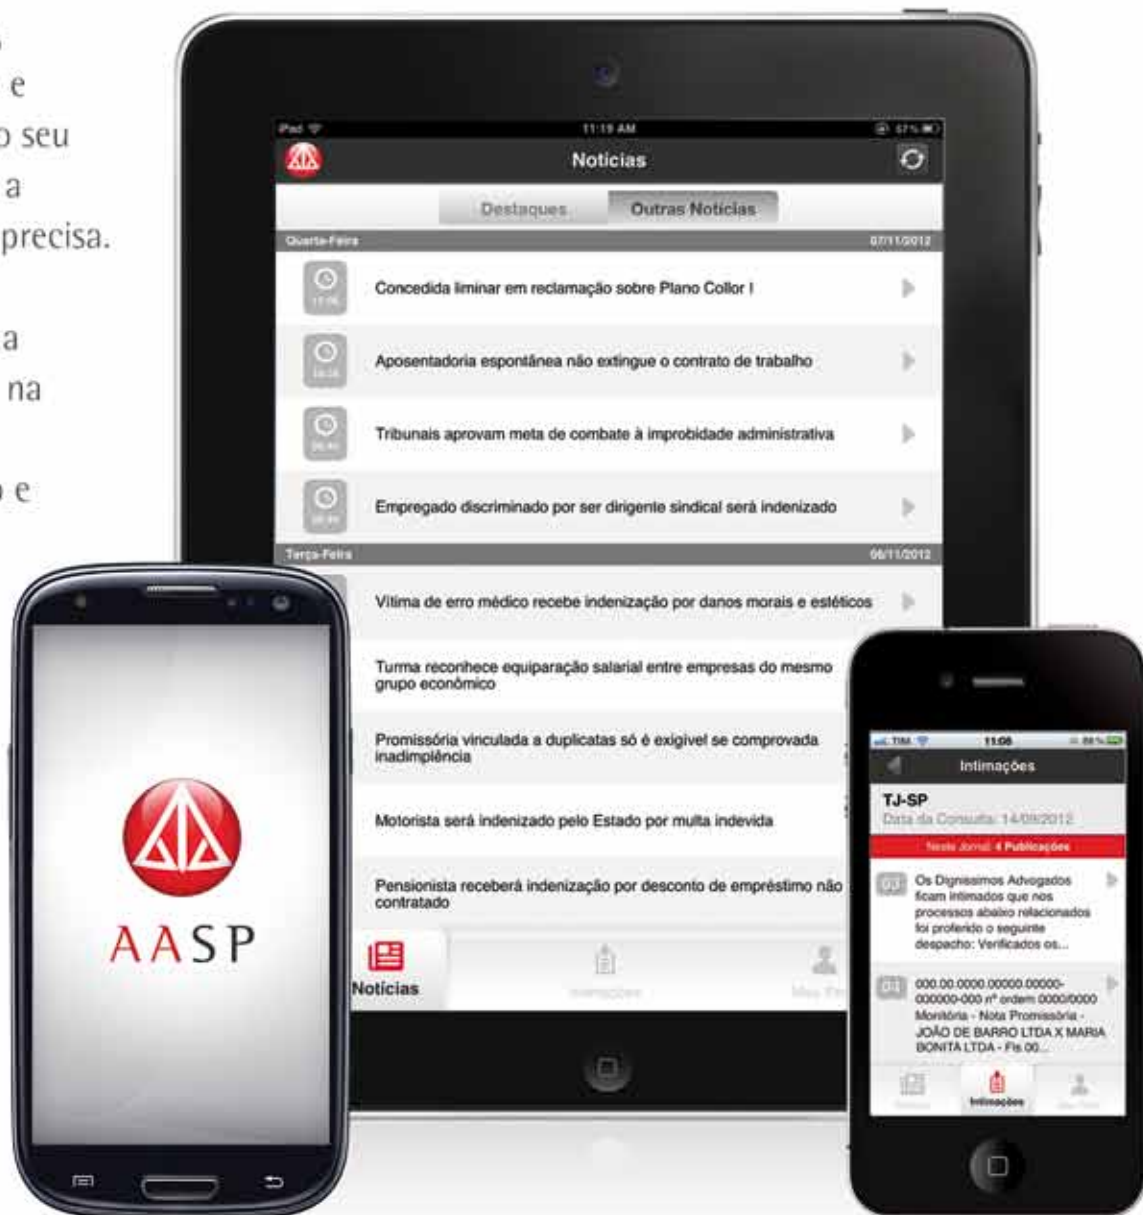 e
o seu
a
precisa.
a
na
e
iPad
11:19 AM
57%
Notícias
Destaques
Outras Notícias
Quarta-Feira
07/11/2012
Concedida liminar em reclamação sobre Plano Collor I
Aposentadoria espontânea não extingue o contrato de trabalho
Tribunais aprovam meta de combate à improbidade administrativa
Empregado discriminado por ser dirigente sindical será indenizado
Terça-Feira
06/11/2012
Vítima de erro médico recebe indenização por danos morais e estéticos
Turma reconhece equiparação salarial entre empresas do mesmo
grupo econômico
Promissória vinculada a duplicatas só é exigível se comprovada
inadimplência
Motorista será indenizado pelo Estado por multa indevida
Pensionista receberá indenização por desconto de empréstimo não
contratado
Notícias
Intimações
Meu
AASP
TIM
11:08
Intimações
TJ-SP
Data da Consulta: 14/09/2012
Neste Jornal: 4 Publicações
Os Digníssimos Advogados
ficam intimados que nos
processos abaixo relacionados
foi proferido o seguinte
despacho: Verificados os...
04
000.00.0000.00000.00000-
000000-000 nº ordem 0000/0000
Monitória - Nota Promissória -
JOÃO DE BARRO LTDA X MARIA
BONITA LTDA - Fls 00...
Intimações